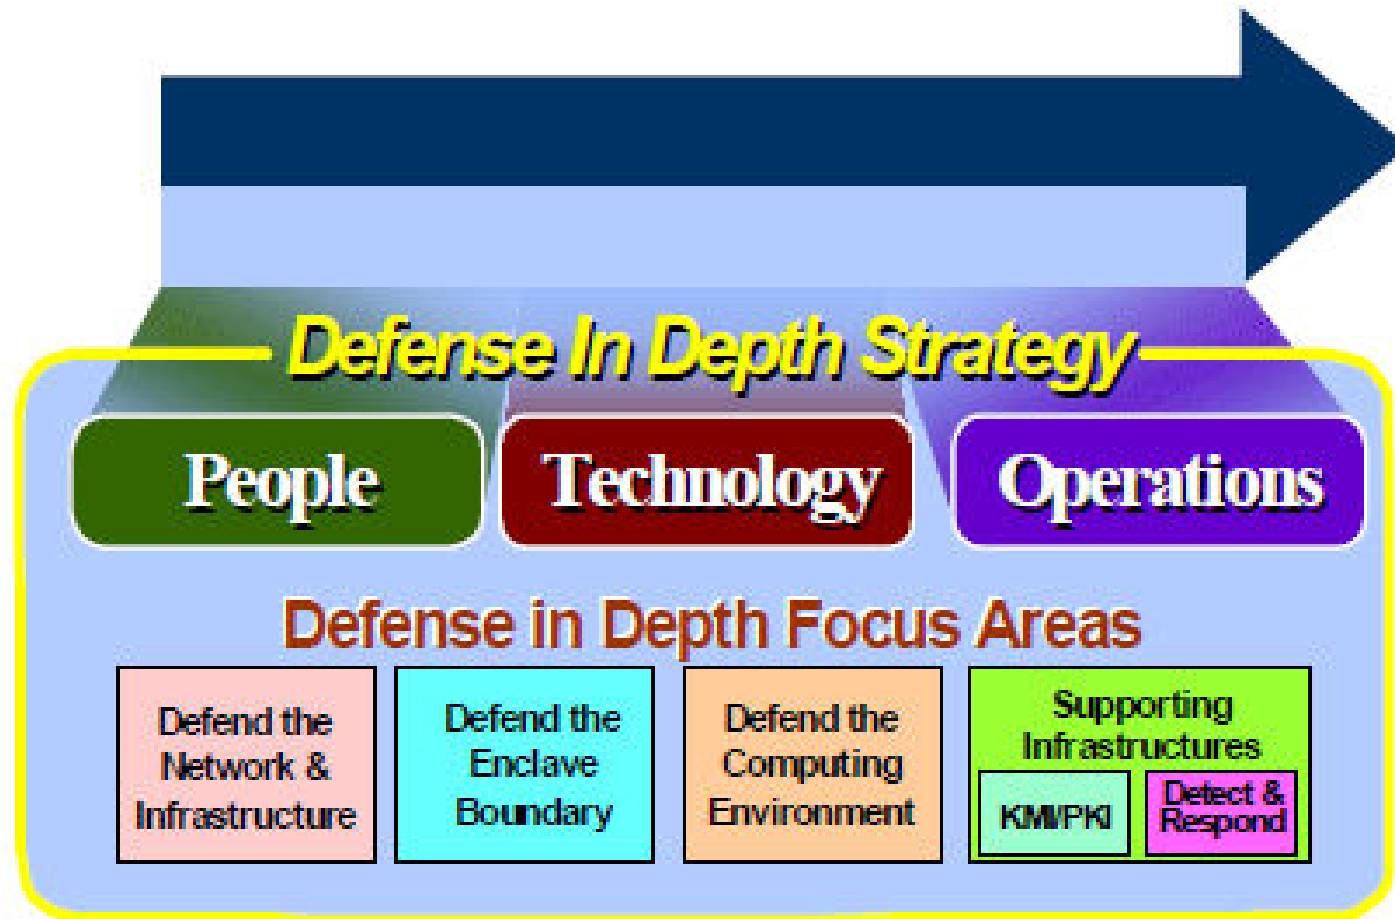 Defense In Depth Strategy
People
Technology
Operations
Defense in Depth Focus Areas
Defend the
Network &
Infrastructure
Defend the
Enclave
Boundary
Defend the
Computing
Environment
Supporting
Infrastructures
KMI/PKI
Detect &
Respond